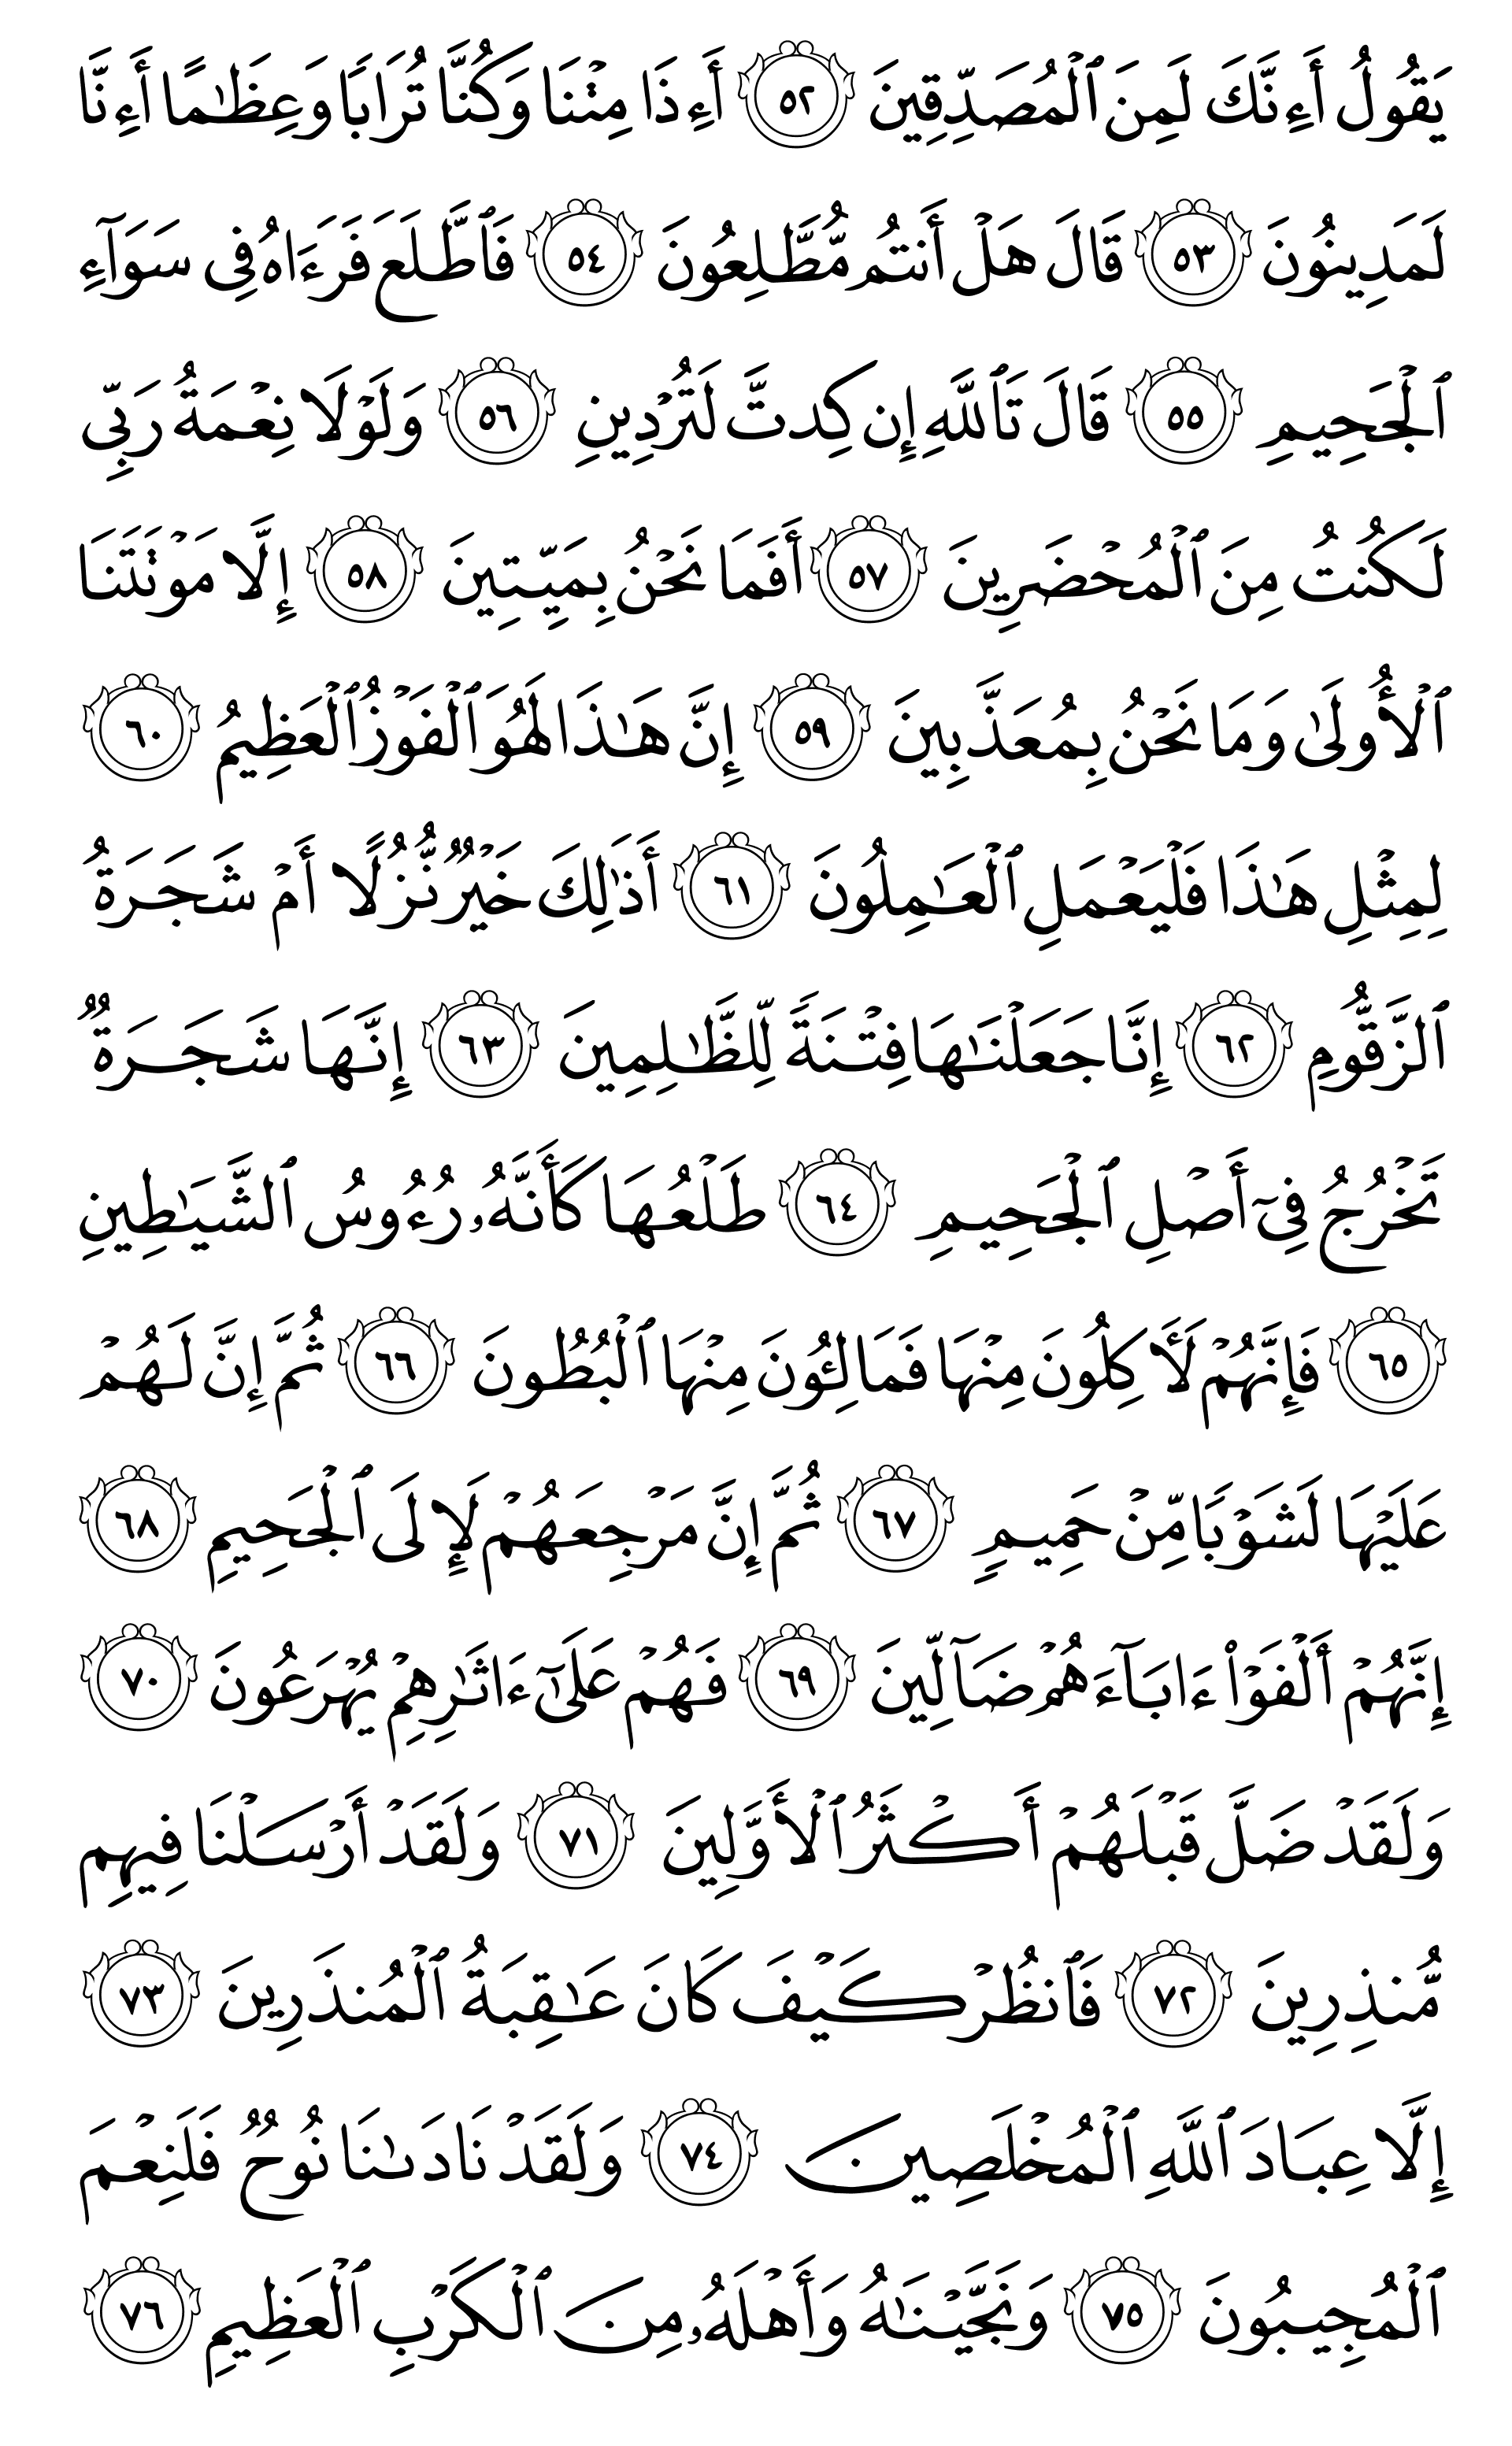 يَقُولُ أَءِنَّكَ لَمِنَ ٱلۡمُصَدِّقِينَ ٥٢ أَءِذَا مِتۡنَا وَكُنَّا تُرَابٗا وَعِظَٰمًا أَءِنَّا
لَمَدِينُونَ ٥٣ قَالَ هَلۡ أَنتُم مُّطَّلِعُونَ ٥٤ فَٱطَّلَعَ فَرَءَاهُ فِي سَوَآءِ
ٱلۡجَحِيمِ ٥٥ قَالَ تَٱللَّهِ إِن كِدتَّ لَتُرۡدِينِ ٥٦ وَلَوۡلَا نِعۡمَةُ رَبِّي
لَكُنتُ مِنَ ٱلۡمُحۡضَرِينَ ٥٧ أَفَمَا نَحۡنُ بِمَيِّتِينَ ٥٨ إِلَّا مَوۡتَتَنَا
ٱلۡأُولَىٰ وَمَا نَحۡنُ بِمُعَذَّبِينَ ٥٩ إِنَّ هَٰذَا لَهُوَ ٱلۡفَوۡزُ ٱلۡعَظِيمُ ٦٠
لِمِثۡلِ هَٰذَا فَلۡيَعۡمَلِ ٱلۡعَٰمِلُونَ ٦١ أَذَٰلِكَ خَيۡرٞ نُّزُلًا أَمۡ شَجَرَةُ
ٱلزَّقُّومِ ٦٢ إِنَّا جَعَلۡنَٰهَا فِتۡنَةٗ لِّلظَّٰلِمِينَ ٦٣ إِنَّهَا شَجَرَةٞ
تَخۡرُجُ فِيٓ أَصۡلِ ٱلۡجَحِيمِ ٦٤ طَلۡعُهَا كَأَنَّهُۥ رُءُوسُ ٱلشَّيَٰطِينِ
٦٥ فَإِنَّهُمۡ لَأٓكِلُونَ مِنۡهَا فَمَالِـُٔونَ مِنۡهَا ٱلۡبُطُونَ ٦٦ ثُمَّ إِنَّ لَهُمۡ
عَلَيۡهَا لَشَوۡبٗا مِّنۡ حَمِيمٖ ٦٧ ثُمَّ إِنَّ مَرۡجِعَهُمۡ لَإِلَى ٱلۡجَحِيمِ ٦٨
إِنَّهُمۡ أَلۡفَوۡاْ ءَابَآءَهُمۡ ضَآلِّينَ ٦٩ فَهُمۡ عَلَىٰٓ ءَاثَٰرِهِمۡ يُهۡرَعُونَ ٧٠
وَلَقَدۡ ضَلَّ قَبۡلَهُمۡ أَكۡثَرُ ٱلۡأَوَّلِينَ ٧١ وَلَقَدۡ أَرۡسَلۡنَا فِيهِم
مُّنذِرِينَ ٧٢ فَٱنظُرۡ كَيۡفَ كَانَ عَٰقِبَةُ ٱلۡمُنذَرِينَ ٧٣
إِلَّا عِبَادَ ٱللَّهِ ٱلۡمُخۡلَصِينَ ٧٤ وَلَقَدۡ نَادَىٰنَا نُوحٞ فَلَنِعۡمَ
ٱلۡمُجِيبُونَ ٧٥ وَنَجَّيۡنَٰهُ وَأَهۡلَهُۥ مِنَ ٱلۡكَرۡبِ ٱلۡعَظِيمِ ٧٦